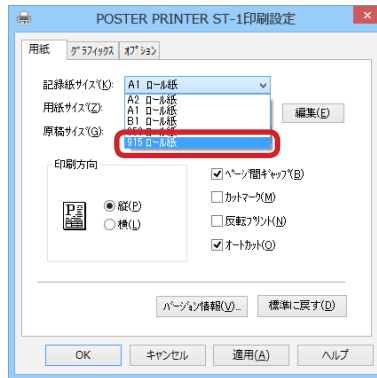 POSTER PRINTER ST-1印刷設定
用紙 グラフィックス オプション
記録紙サイズ(K): A1 ロール紙
A2 ロール紙
用紙サイズ(Z): A1 ロール紙 編集(E)
B1 ロール紙
原稿サイズ(G):
915 ロール紙
印刷方向
縦(P)
横(L)
ページ間ギャップ(B)
カットマーク(M)
反転プリント(N)
オートカット(O)
バージョン情報(V)... 標準に戻す(D)
OK キャンセル 適用(A) ヘルプ